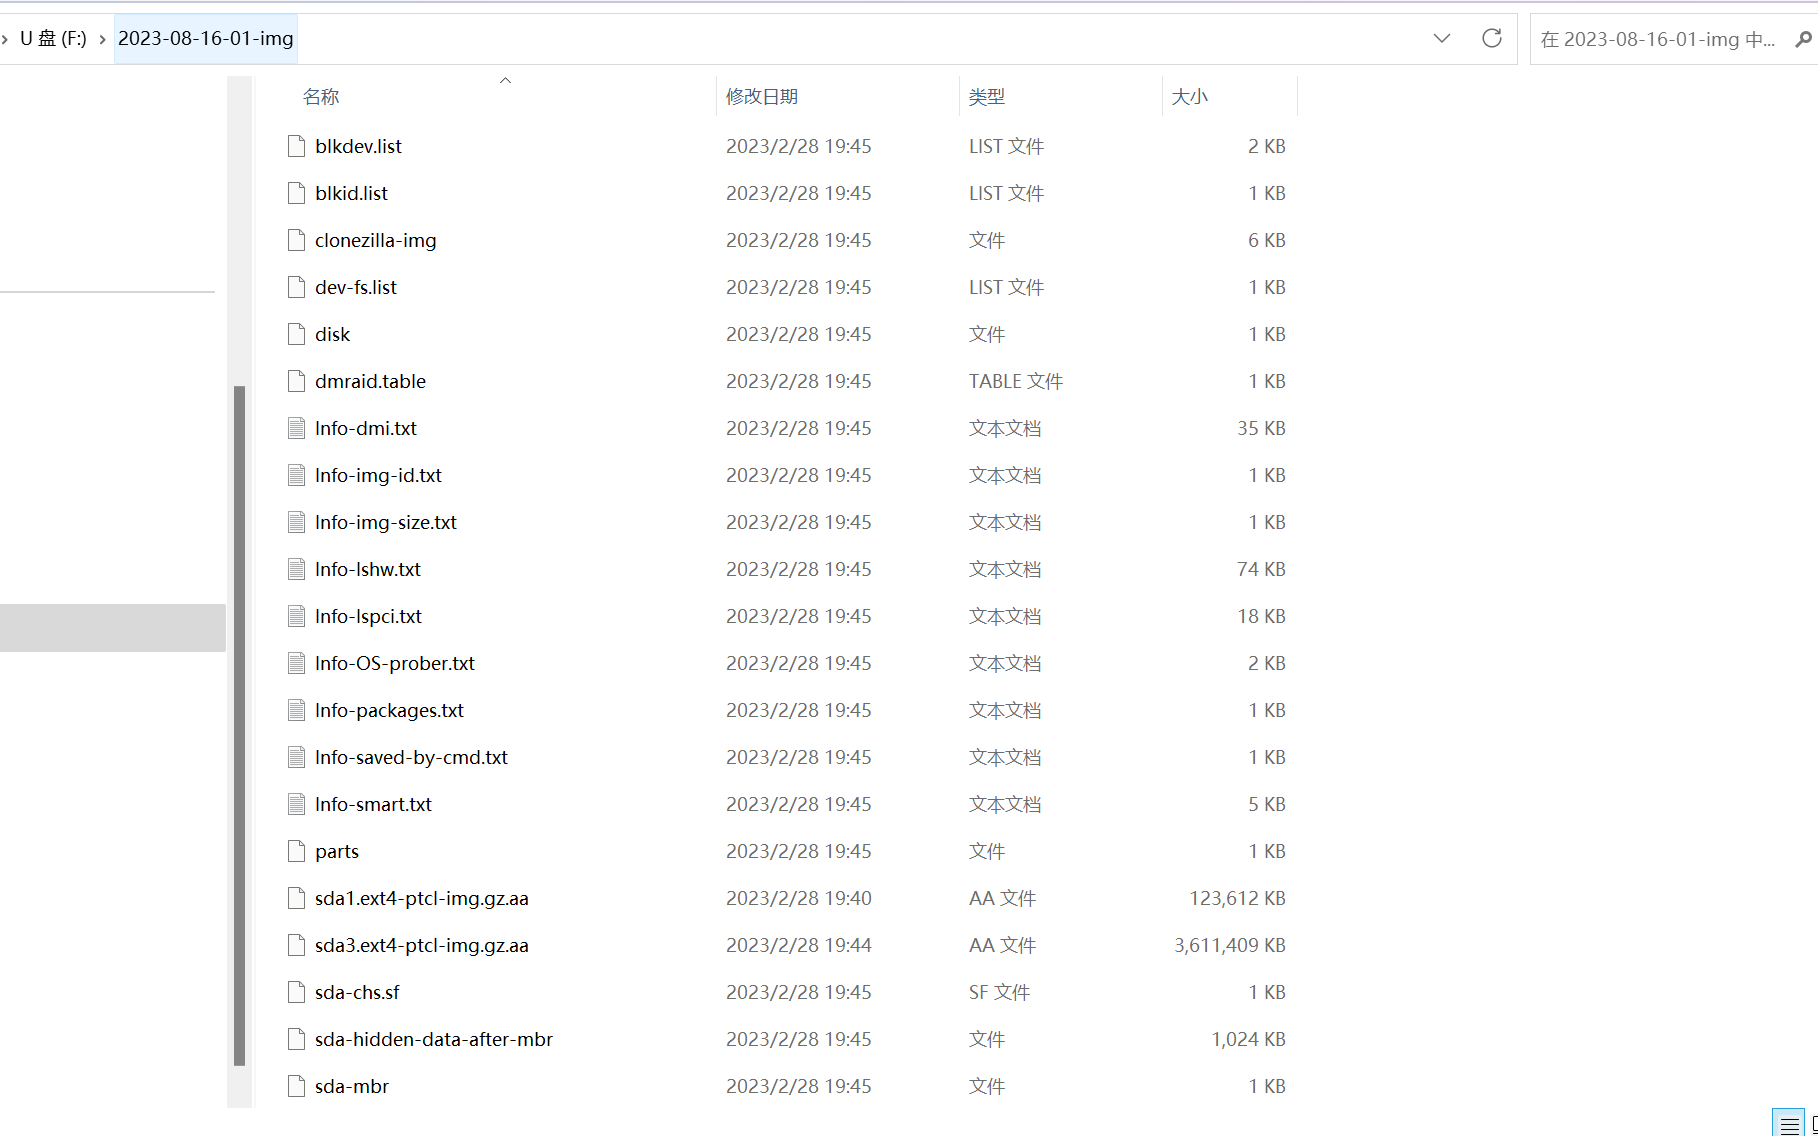 U 盘 (F:) 2023-08-16-01-img 在 2023-08-16-01-img 中...
名称 修改日期 类型 大小
blkdev.list 2023/2/28 19:45 LIST 文件 2 KB
blkid.list 2023/2/28 19:45 LIST 文件 1 KB
clonezilla-img 2023/2/28 19:45 文件 6 KB
dev-fs.list 2023/2/28 19:45 LIST 文件 1 KB
disk 2023/2/28 19:45 文件 1 KB
dmraid.table 2023/2/28 19:45 TABLE 文件 1 KB
Info-dmi.txt 2023/2/28 19:45 文本文档 35 KB
Info-img-id.txt 2023/2/28 19:45 文本文档 1 KB
Info-img-size.txt 2023/2/28 19:45 文本文档 1 KB
Info-lshw.txt 2023/2/28 19:45 文本文档 74 KB
Info-lspci.txt 2023/2/28 19:45 文本文档 18 KB
Info-OS-prober.txt 2023/2/28 19:45 文本文档 2 KB
Info-packages.txt 2023/2/28 19:45 文本文档 1 KB
Info-saved-by-cmd.txt 2023/2/28 19:45 文本文档 1 KB
Info-smart.txt 2023/2/28 19:45 文本文档 5 KB
parts 2023/2/28 19:45 文件 1 KB
sda1.ext4-ptcl-img.gz.aa 2023/2/28 19:40 AA 文件 123,612 KB
sda3.ext4-ptcl-img.gz.aa 2023/2/28 19:44 AA 文件 3,611,409 KB
sda-chs.sf 2023/2/28 19:45 SF 文件 1 KB
sda-hidden-data-after-mbr 2023/2/28 19:45 文件 1,024 KB
sda-mbr 2023/2/28 19:45 文件 1 KB